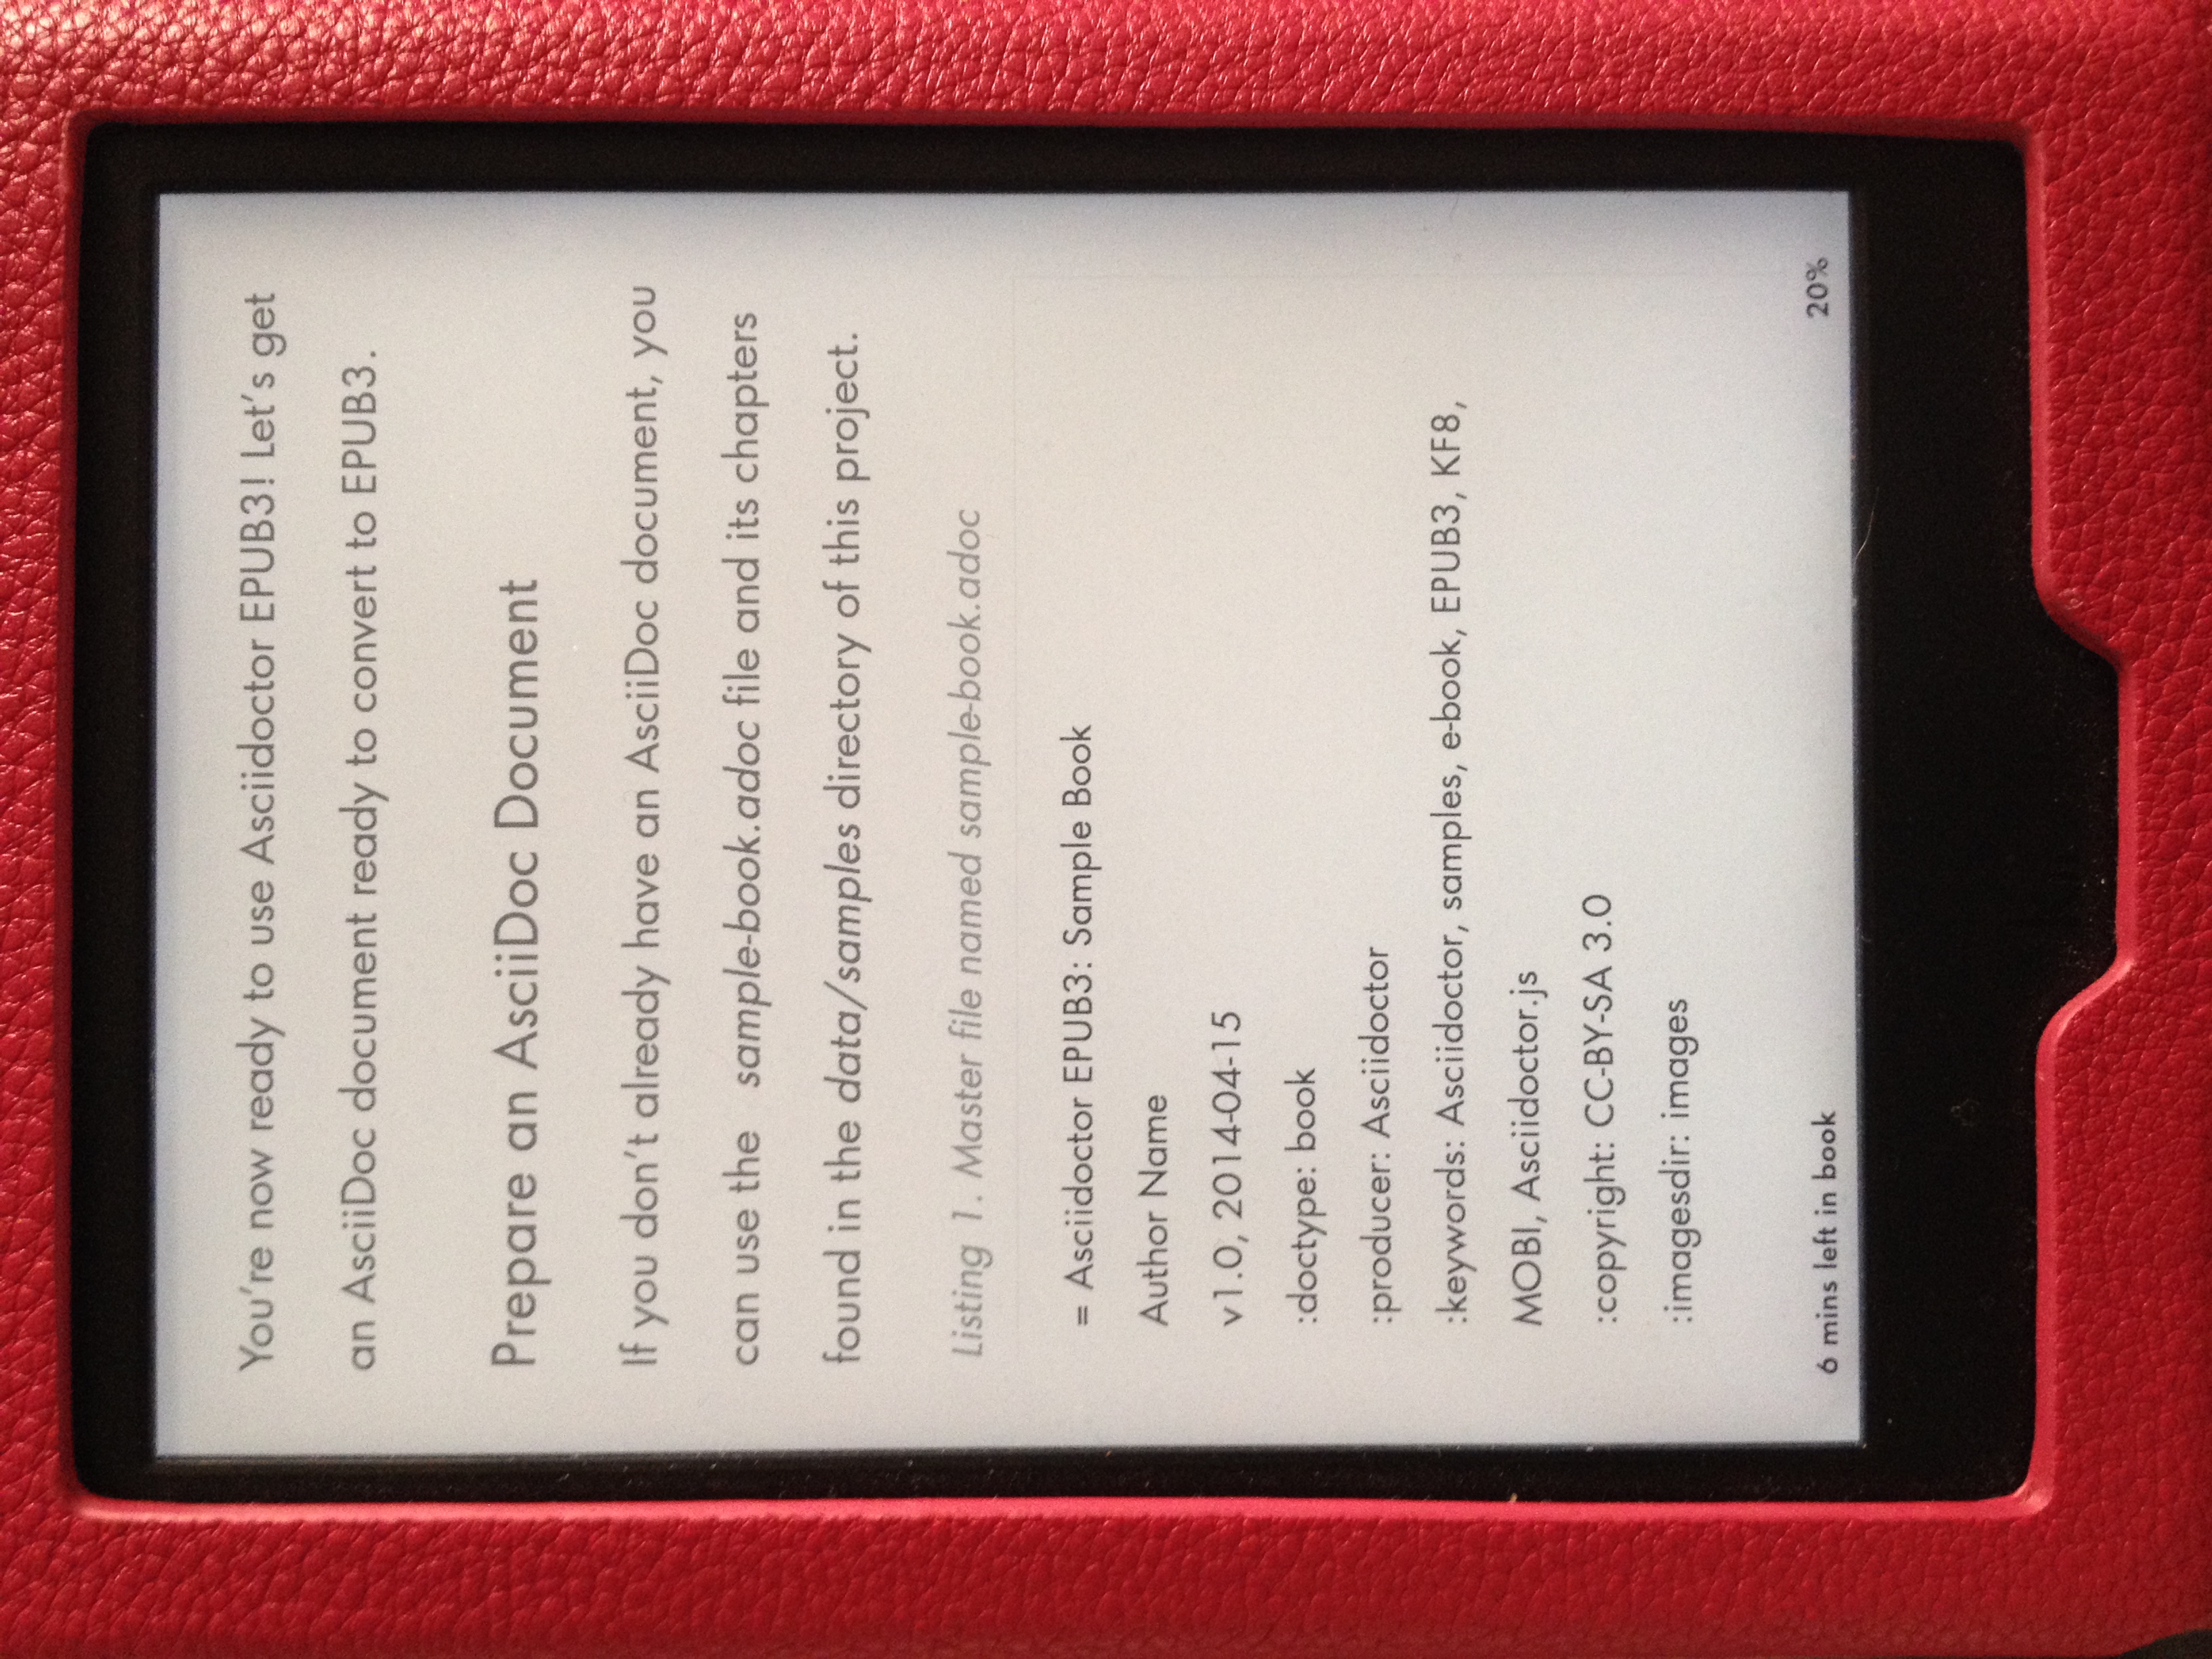 You're now ready to use Asciidoctor EPUB3! Let's get
an AsciiDoc document ready to convert to EPUB3.
Prepare an AsciiDoc Document
If you don't already have an AsciiDoc document, you
can use the sample-book.adoc file and its chapters
found in the data/samples directory of this project.
Listing 1. Master file named sample-book.adoc
= Asciidoctor EPUB3: Sample Book
Author Name
v1.0, 2014-04-15
:doctype: book
:producer: Asciidoctor
:keywords: Asciidoctor, samples, e-book, EPUB3, KF8,
MOBI, Asciidoctor.js
:copyright: CC-BY-SA 3.0
:imagesdir: images
6 mins left in book 20%